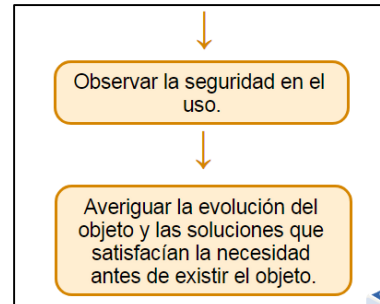 Observar la seguridad en el
uso.
Averiguar la evolución del
objeto y las soluciones que
satisfacían la necesidad
antes de existir el objeto.